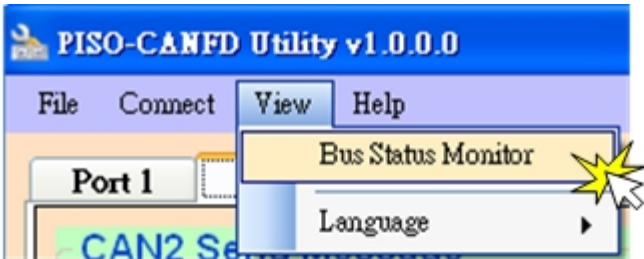 PISO-CANFD Utility v1.0.0.0
File Connect View Help
Bus Status Monitor
Port 1
Language
CAN2 Se